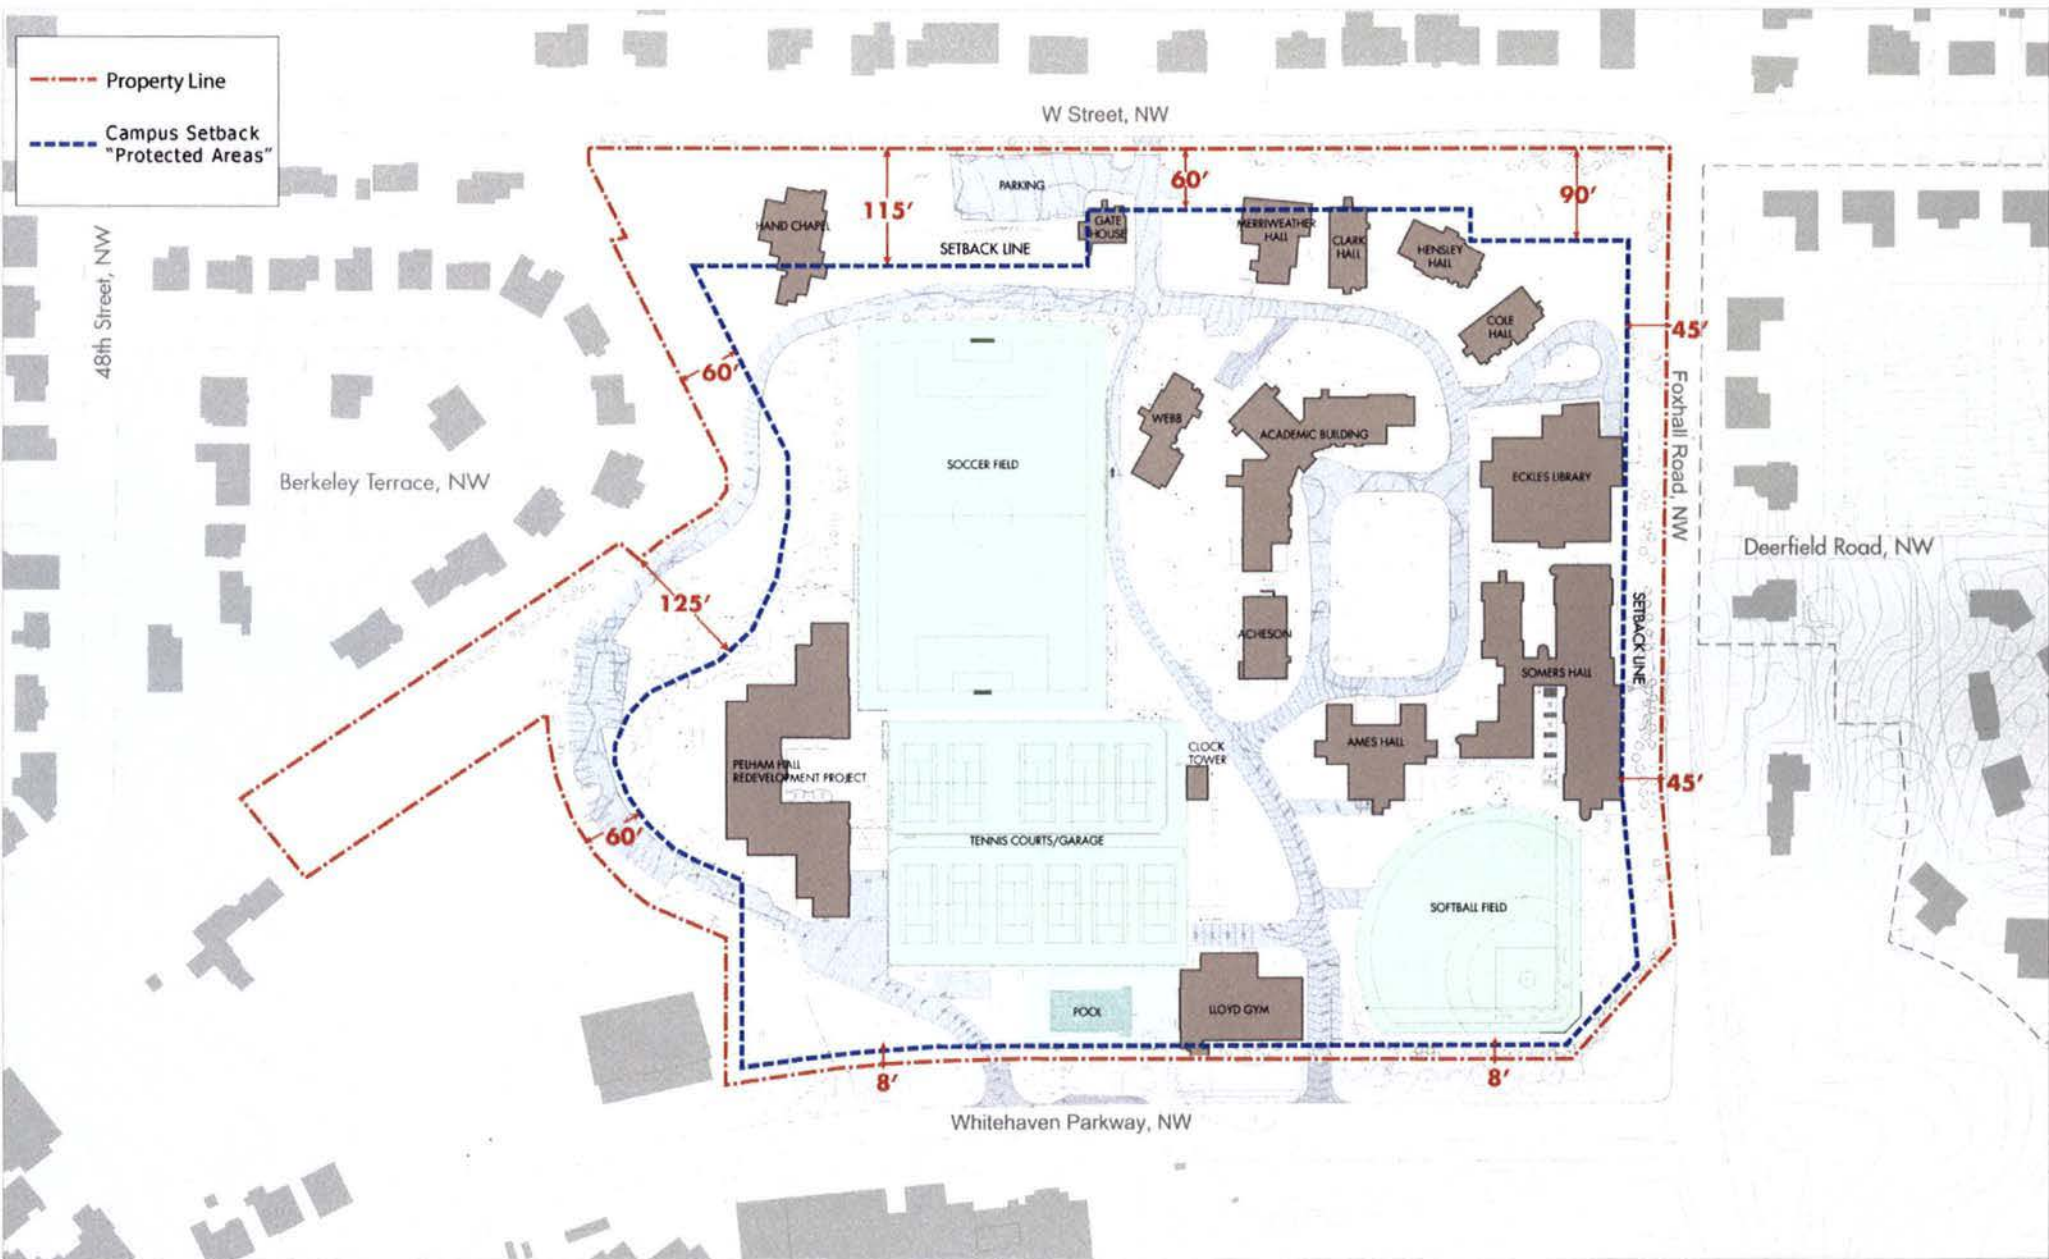 Property Line
Campus Setback
"Protected Areas"
W Street, NW
48th Street, NW
Berkeley Terrace, NW
Foxhall Road, NW
Deerfield Road, NW
Whitehaven Parkway, NW
115'
60'
90'
45'
60'
125'
60'
45'
8'
8'
PARKING
HAND CHAPEL
GATE
HOUSE
SETBACK LINE
MERRIWEATHER
HALL
CLARK
HALL
HENSLEY
HALL
COLE
HALL
WEBB
ACADEMIC BUILDING
SOCCER FIELD
ECKLES LIBRARY
SETBACK LINE
ACHESON
SOMERS HALL
AMES HALL
CLOCK
TOWER
PELHAM HALL
REDEVELOPMENT PROJECT
TENNIS COURTS/GARAGE
SOFTBALL FIELD
POOL
LLOYD GYM